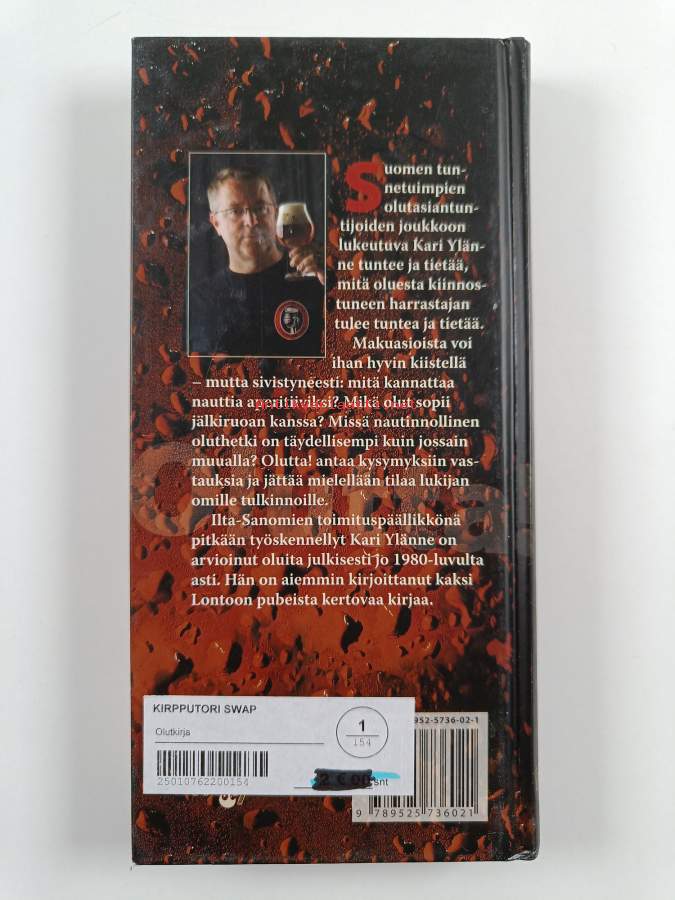 Suomen tun-
netuimpien
olutasiantun-
tijoiden joukkoon
lukeutuva Kari Ylän-
ne tuntee ja tietää,
mitä oluesta kiinnos-
tuneen harrastajan
tulee tuntea ja tietää.
Makuasioista voi
ihan hyvin kiistellä
– mutta sivistyneesti: mitä kannattaa
nauttia aperitiiviksi? Mikä olut sopii
jälkiruoan kanssa? Missä nautinnollinen
oluthetki on täydellisempi kuin jossain
muualla? Olutta! antaa kysymyksiin vas-
tauksia ja jättää mielellään tilaa lukijan
omille tulkinnoille.
Ilta-Sanomien toimituspäällikkönä
pitkään työskennellyt Kari Ylänne on
arvioinut oluita julkisesti jo 1980-luvulta
asti. Hän on aiemmin kirjoittanut kaksi
Lontoon pubeista kertovaa kirjaa.
Olutta!
KIRPPUTORI SWAP
Olutkirja
1
154
25010762200154
2 € 00 snt
952-5736-02-1
9 789525 736021